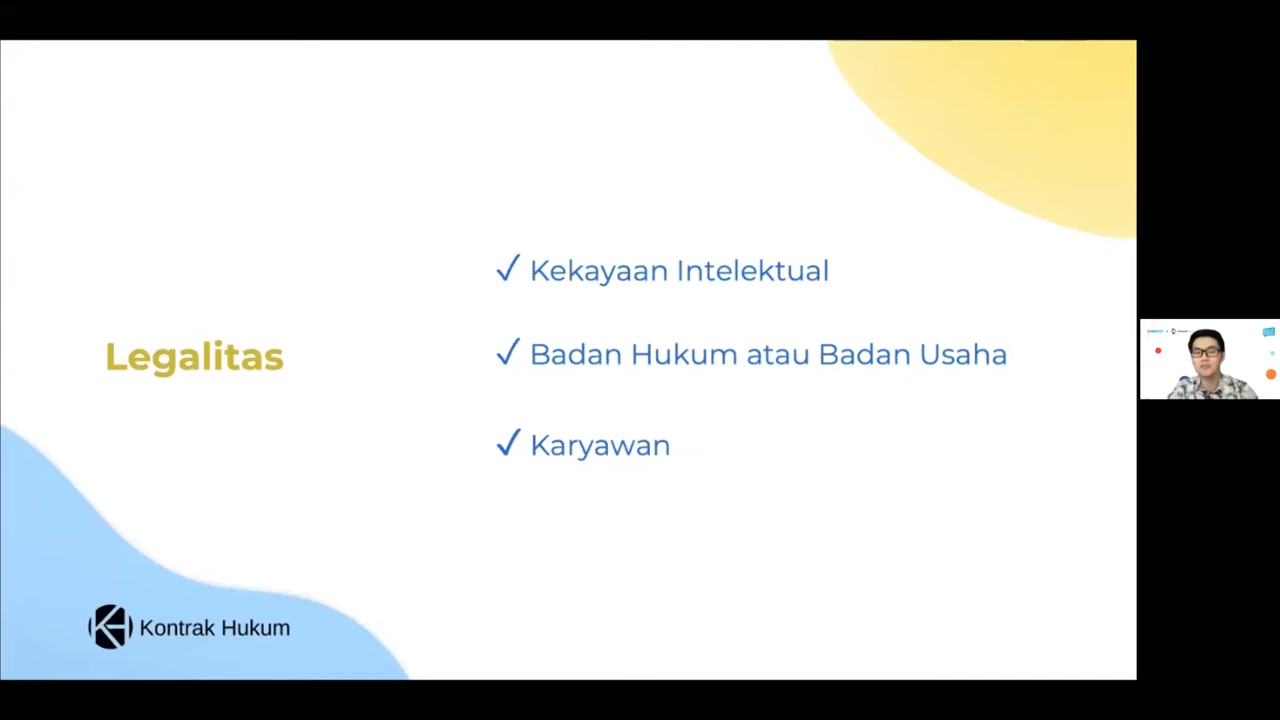 Kekayaan Intelektual
Legalitas
Badan Hukum atau Badan Usaha
Karyawan
Kontrak Hukum